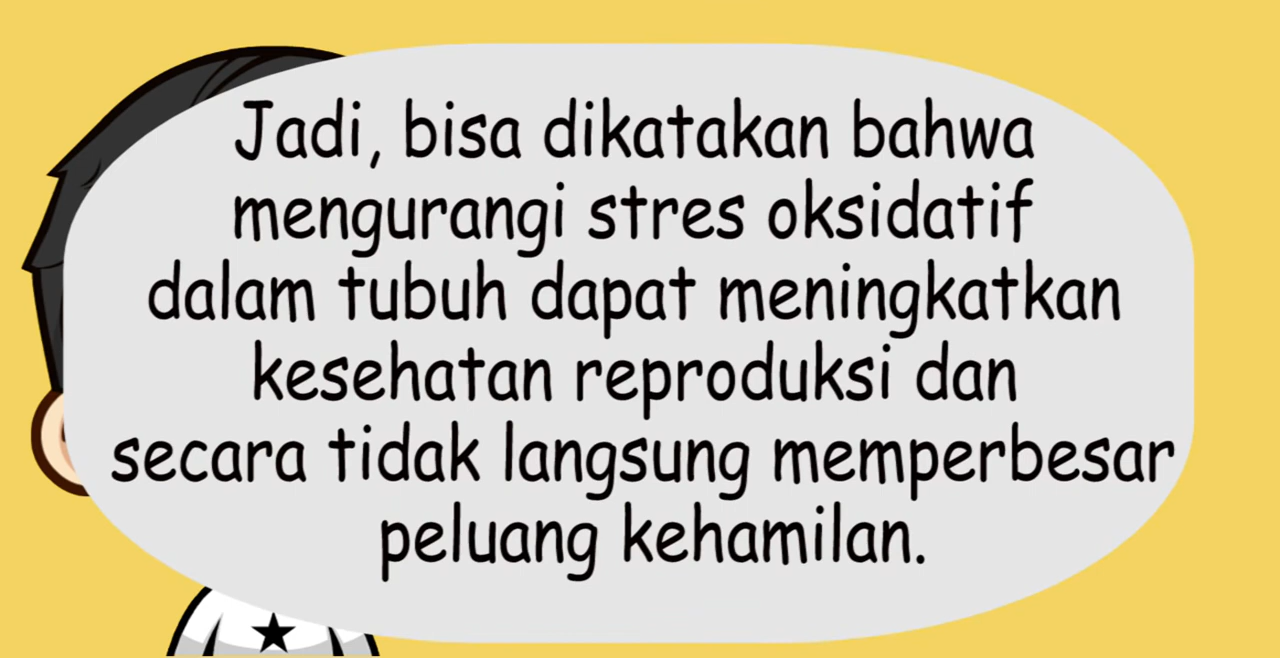 Jadi, bisa dikatakan bahwa
mengurangi stres oksidatif
dalam tubuh dapat meningkatkan
kesehatan reproduksi dan
secara tidak langsung memperbesar
peluang kehamilan.